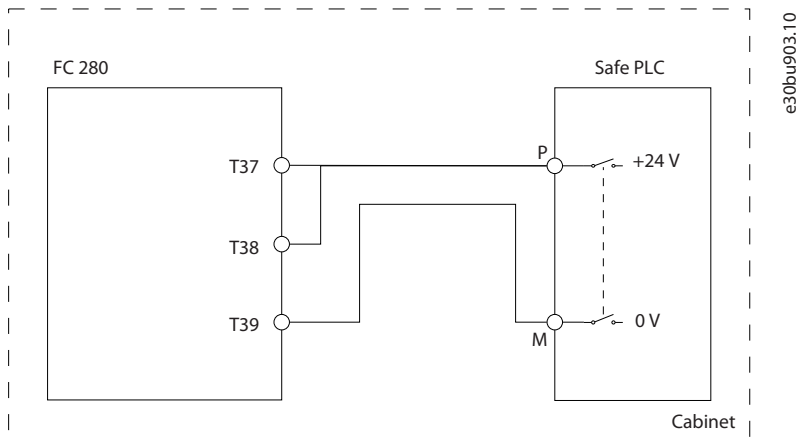 FC 280
Safe PLC
T37
P
+24 V
T38
T39
M
0 V
Cabinet
e30bu903.10